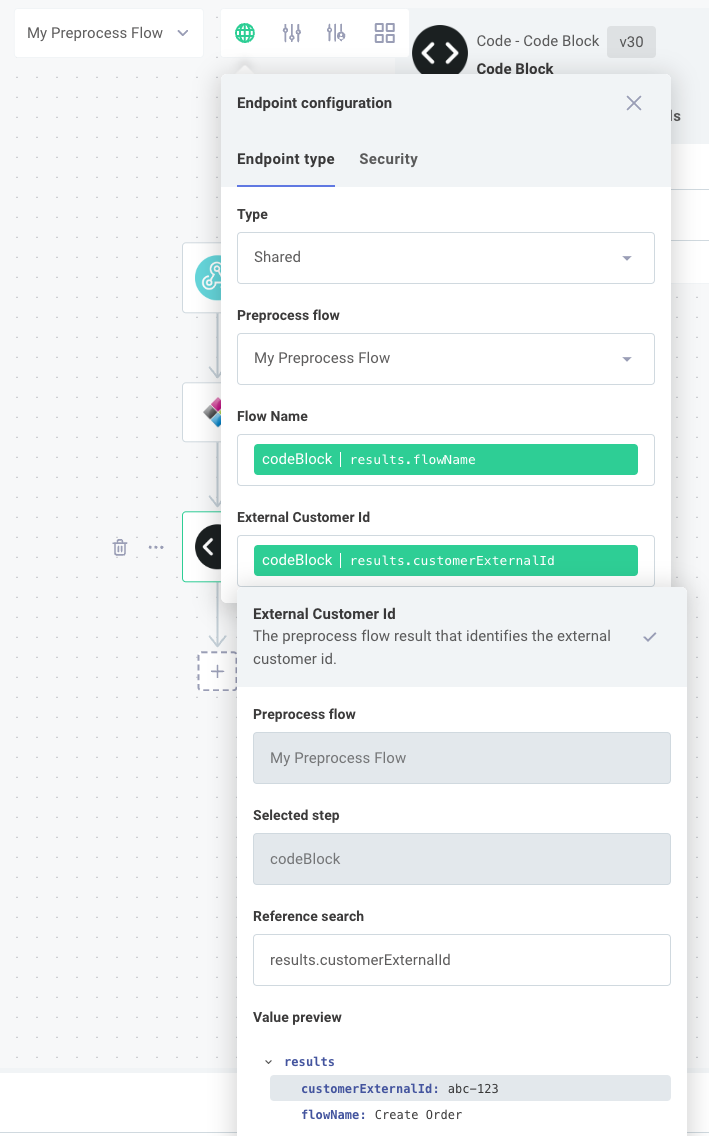 My Preprocess Flow
Code - Code Block
v30
Code Block
ls
Endpoint configuration
Endpoint type
Security
Type
Shared
Preprocess flow
My Preprocess Flow
Flow Name
codeBlock | results.flowName
External Customer Id
codeBlock | results.customerExternalId
External Customer Id
The preprocess flow result that identifies the external
customer id.
Preprocess flow
My Preprocess Flow
Selected step
codeBlock
Reference search
results.customerExternalId
Value preview
results
customerExternalId: abc-123
flowName: Create Order